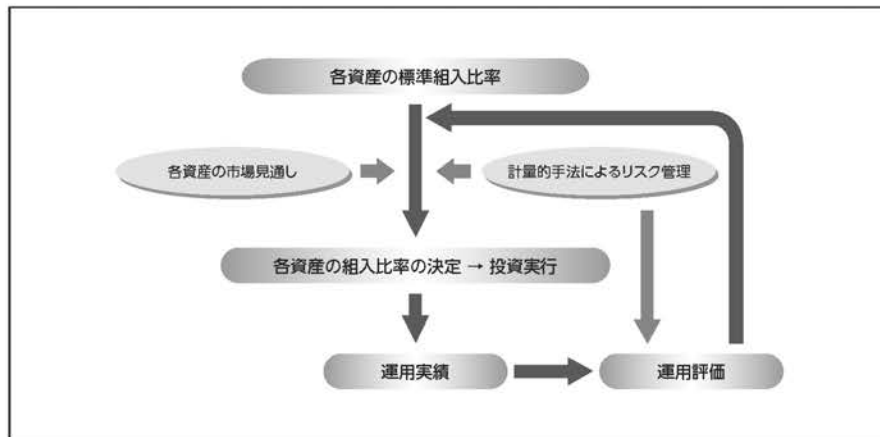 各資産の標準組入比率
各資産の市場見通し
計量的手法によるリスク管理
各資産の組入比率の決定 → 投資実行
運用実績
運用評価